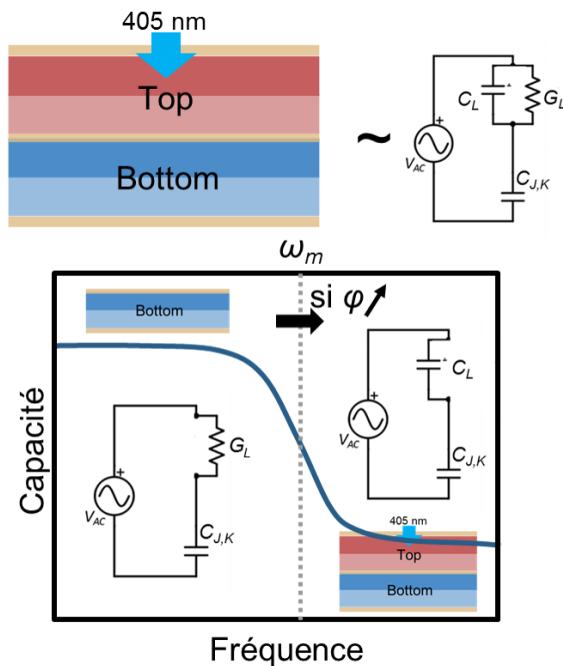 405 nm
Top
Bottom
~
+
V_AC
C_L
G_L
C_J,K
ω_m
si φ ↗
Bottom
+
V_AC
G_L
C_J,K
+
V_AC
C_L
C_J,K
405 nm
Top
Bottom
Capacité
Fréquence